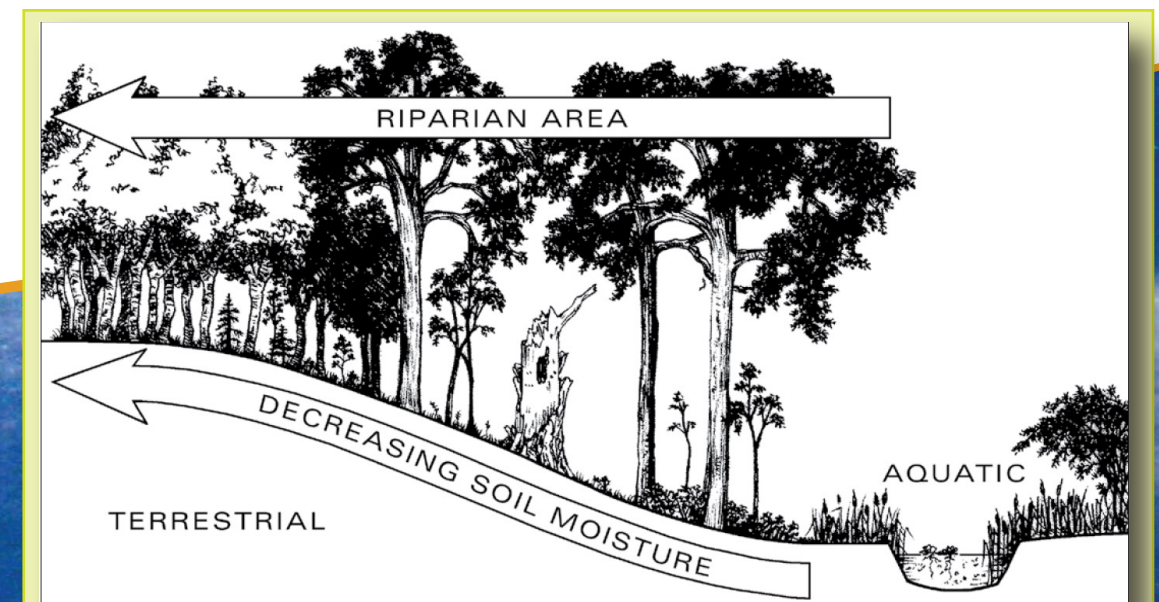 RIPARIAN AREA
DECREASING SOIL MOISTURE
AQUATIC
TERRESTRIAL